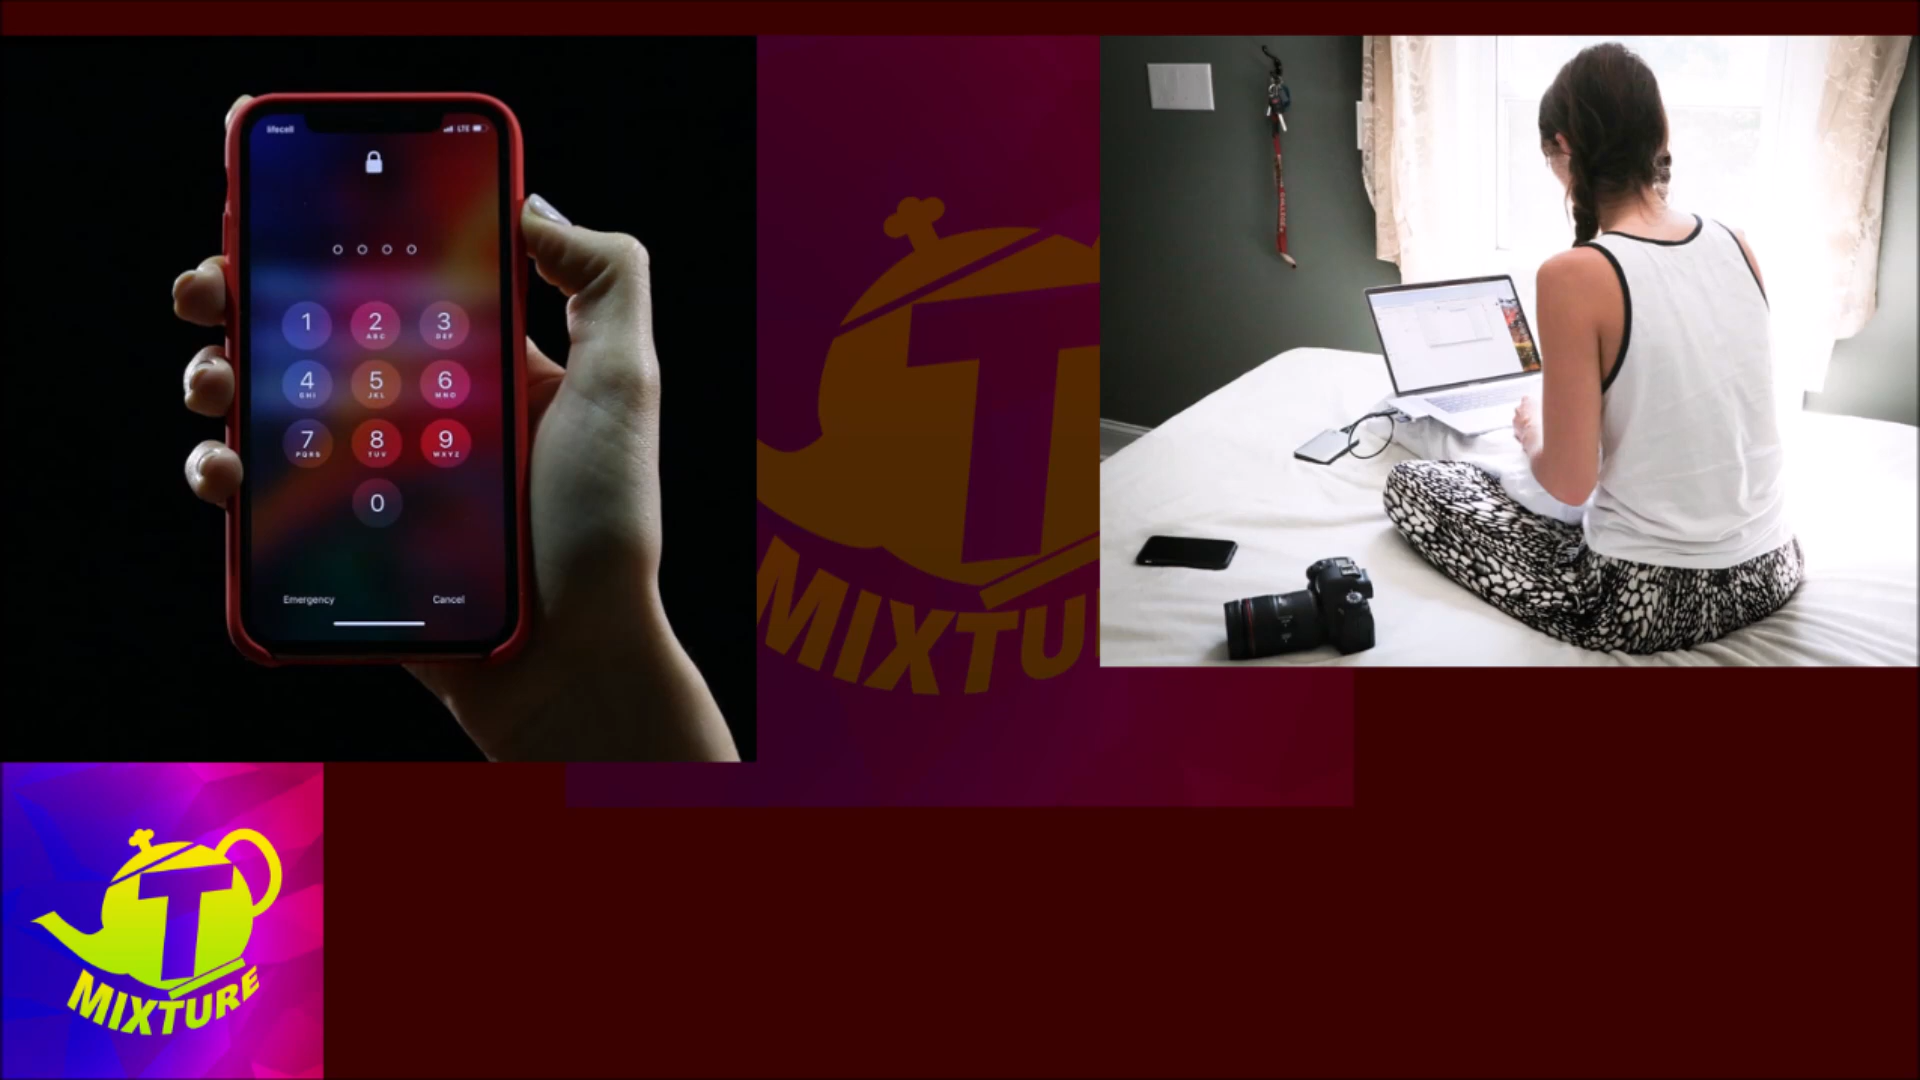 lifecell
LTE
1
2
ABC
3
DEF
4
GHI
5
JKL
6
MNO
7
PQRS
8
TUV
9
WXYZ
0
Emergency
Cancel
T
MIXTU
T
MIXTURE